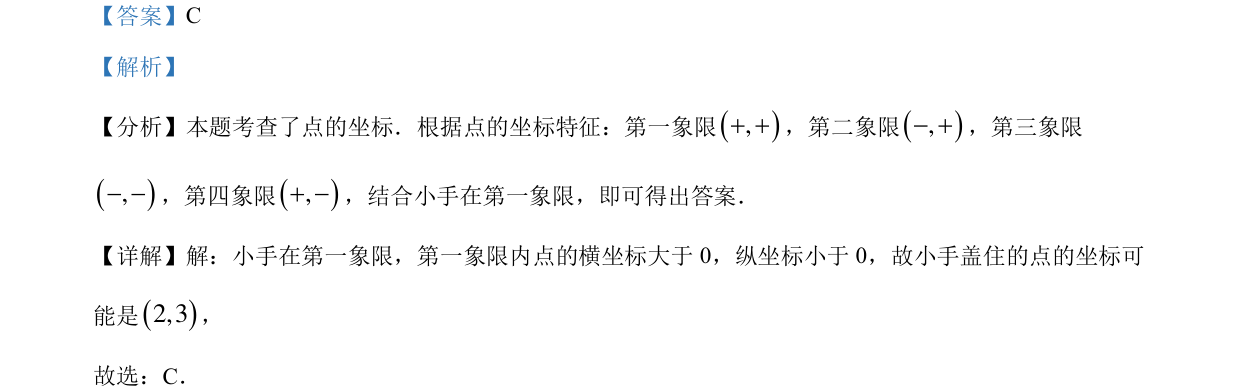 【答案】C
【解析】
【分析】本题考查了点的坐标．根据点的坐标特征：第一象限(+,+)，第二象限(−,+)，第三象限
(−,−)，第四象限(+,−)，结合小手在第一象限，即可得出答案．
【详解】解：小手在第一象限，第一象限内点的横坐标大于 0，纵坐标小于 0，故小手盖住的点的坐标可
能是(2,3)，
故选：C．